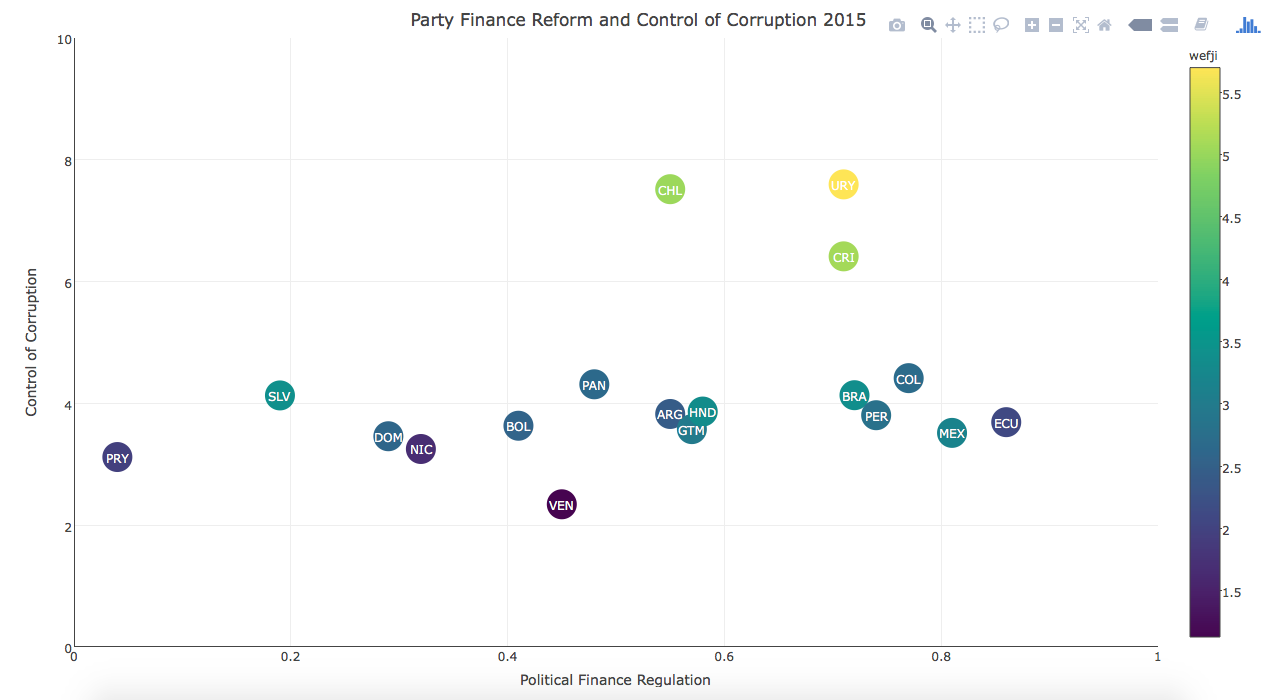 Party Finance Reform and Control of Corruption 2015
wefji
10
8
6
4
2
0
Control of Corruption
CHL
URY
CRI
SLV
PAN
COL
BRA
ARG
HND
PER
GTM
BOL
ECU
MEX
DOM
NIC
PRY
VEN
5.5
5
4.5
4
3.5
3
2.5
2
1.5
0
0.2
0.4
0.6
0.8
1
Political Finance Regulation